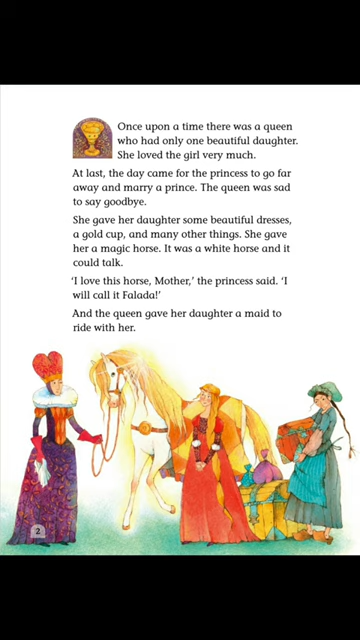 Once upon a time there was a queen
who had only one beautiful daughter.
She loved the girl very much.
At last, the day came for the princess to go far
away and marry a prince. The queen was sad
to say goodbye.
She gave her daughter some beautiful dresses,
a gold cup, and many other things. She gave
her a magic horse. It was a white horse and it
could talk.
‘I love this horse, Mother,’ the princess said. ‘I
will call it Falada!’
And the queen gave her daughter a maid to
ride with her.
2